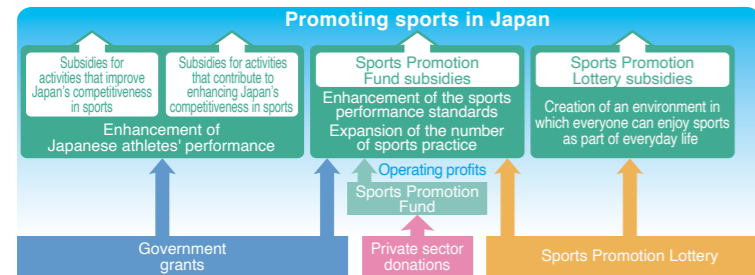 Promoting sports in Japan
Subsidies for
activities that improve
Japan's competitiveness
in sports
Subsidies for activities
that contribute to
enhancing Japan's
competitiveness in sports
Enhancement of
Japanese athletes' performance
Sports Promotion
Fund subsidies
Enhancement of the sports
performance standards
Expansion of the number
of sports practice
Sports Promotion
Lottery subsidies
Creation of an environment in
which everyone can enjoy sports
as part of everyday life
Operating profits
Sports Promotion
Fund
Government
grants
Private sector
donations
Sports Promotion Lottery